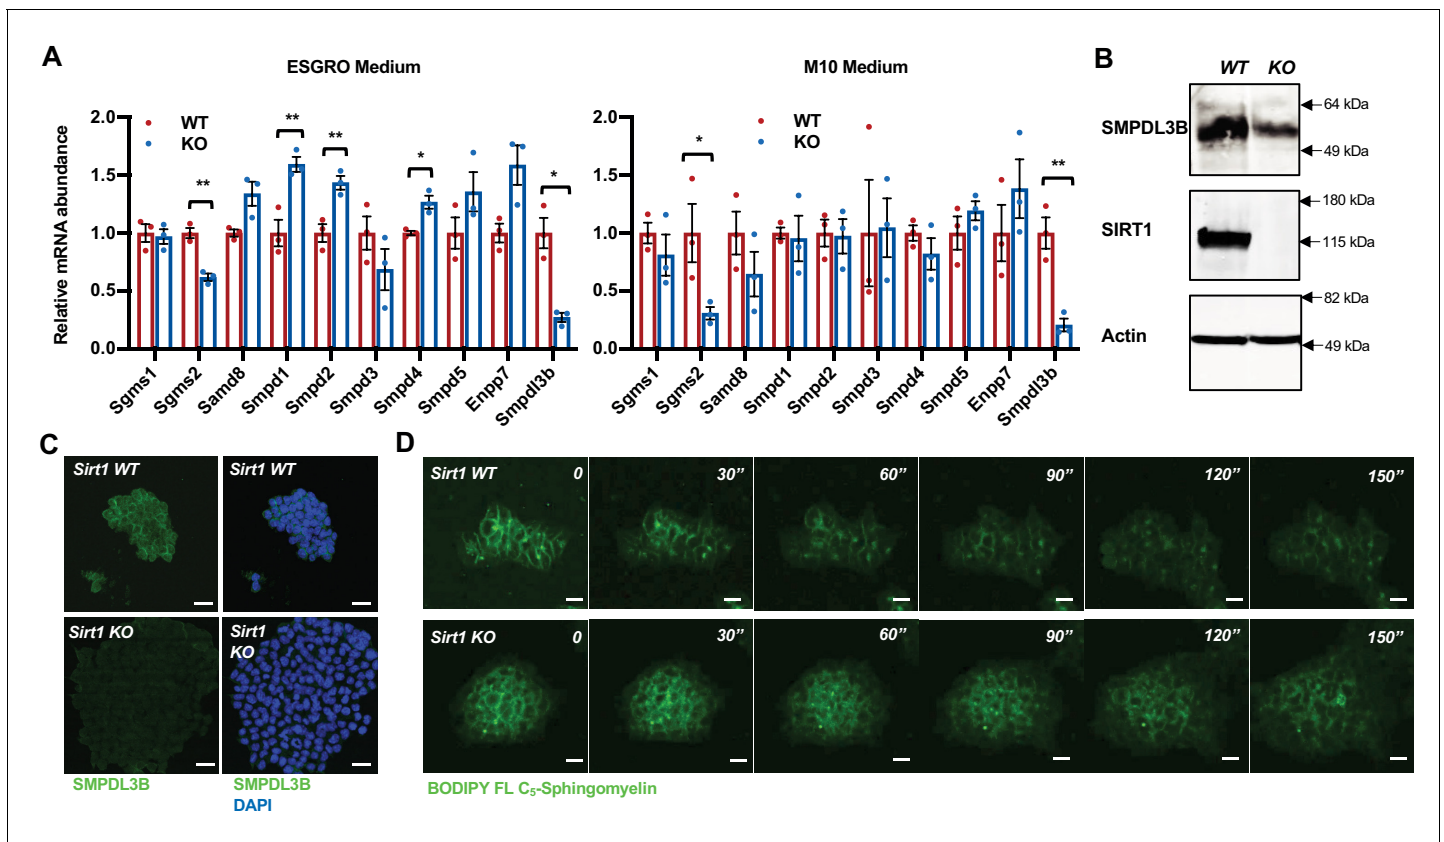 A
ESGRO Medium
M10 Medium
Relative mRNA abundance
2.0
1.5
1.0
0.5
0.0
WT
KO
**
**
**
*
*
Sgms1
Sgms2
Samd8
Smpd1
Smpd2
Smpd3
Smpd4
Smpd5
Enpp7
Smpdl3b
2.0
1.5
1.0
0.5
0.0
WT
KO
*
**
Sgms1
Sgms2
Samd8
Smpd1
Smpd2
Smpd3
Smpd4
Smpd5
Enpp7
Smpdl3b
B
WT KO
SMPDL3B
64 kDa
49 kDa
SIRT1
180 kDa
115 kDa
Actin
82 kDa
49 kDa
C
Sirt1 WT
Sirt1 WT
Sirt1 KO
Sirt1
KO
SMPDL3B
SMPDL3B
DAPI
D
Sirt1 WT 0 30” 60” 90” 120” 150”
Sirt1 KO 0 30” 60” 90” 120” 150”
BODIPY FL C₅-Sphingomyelin